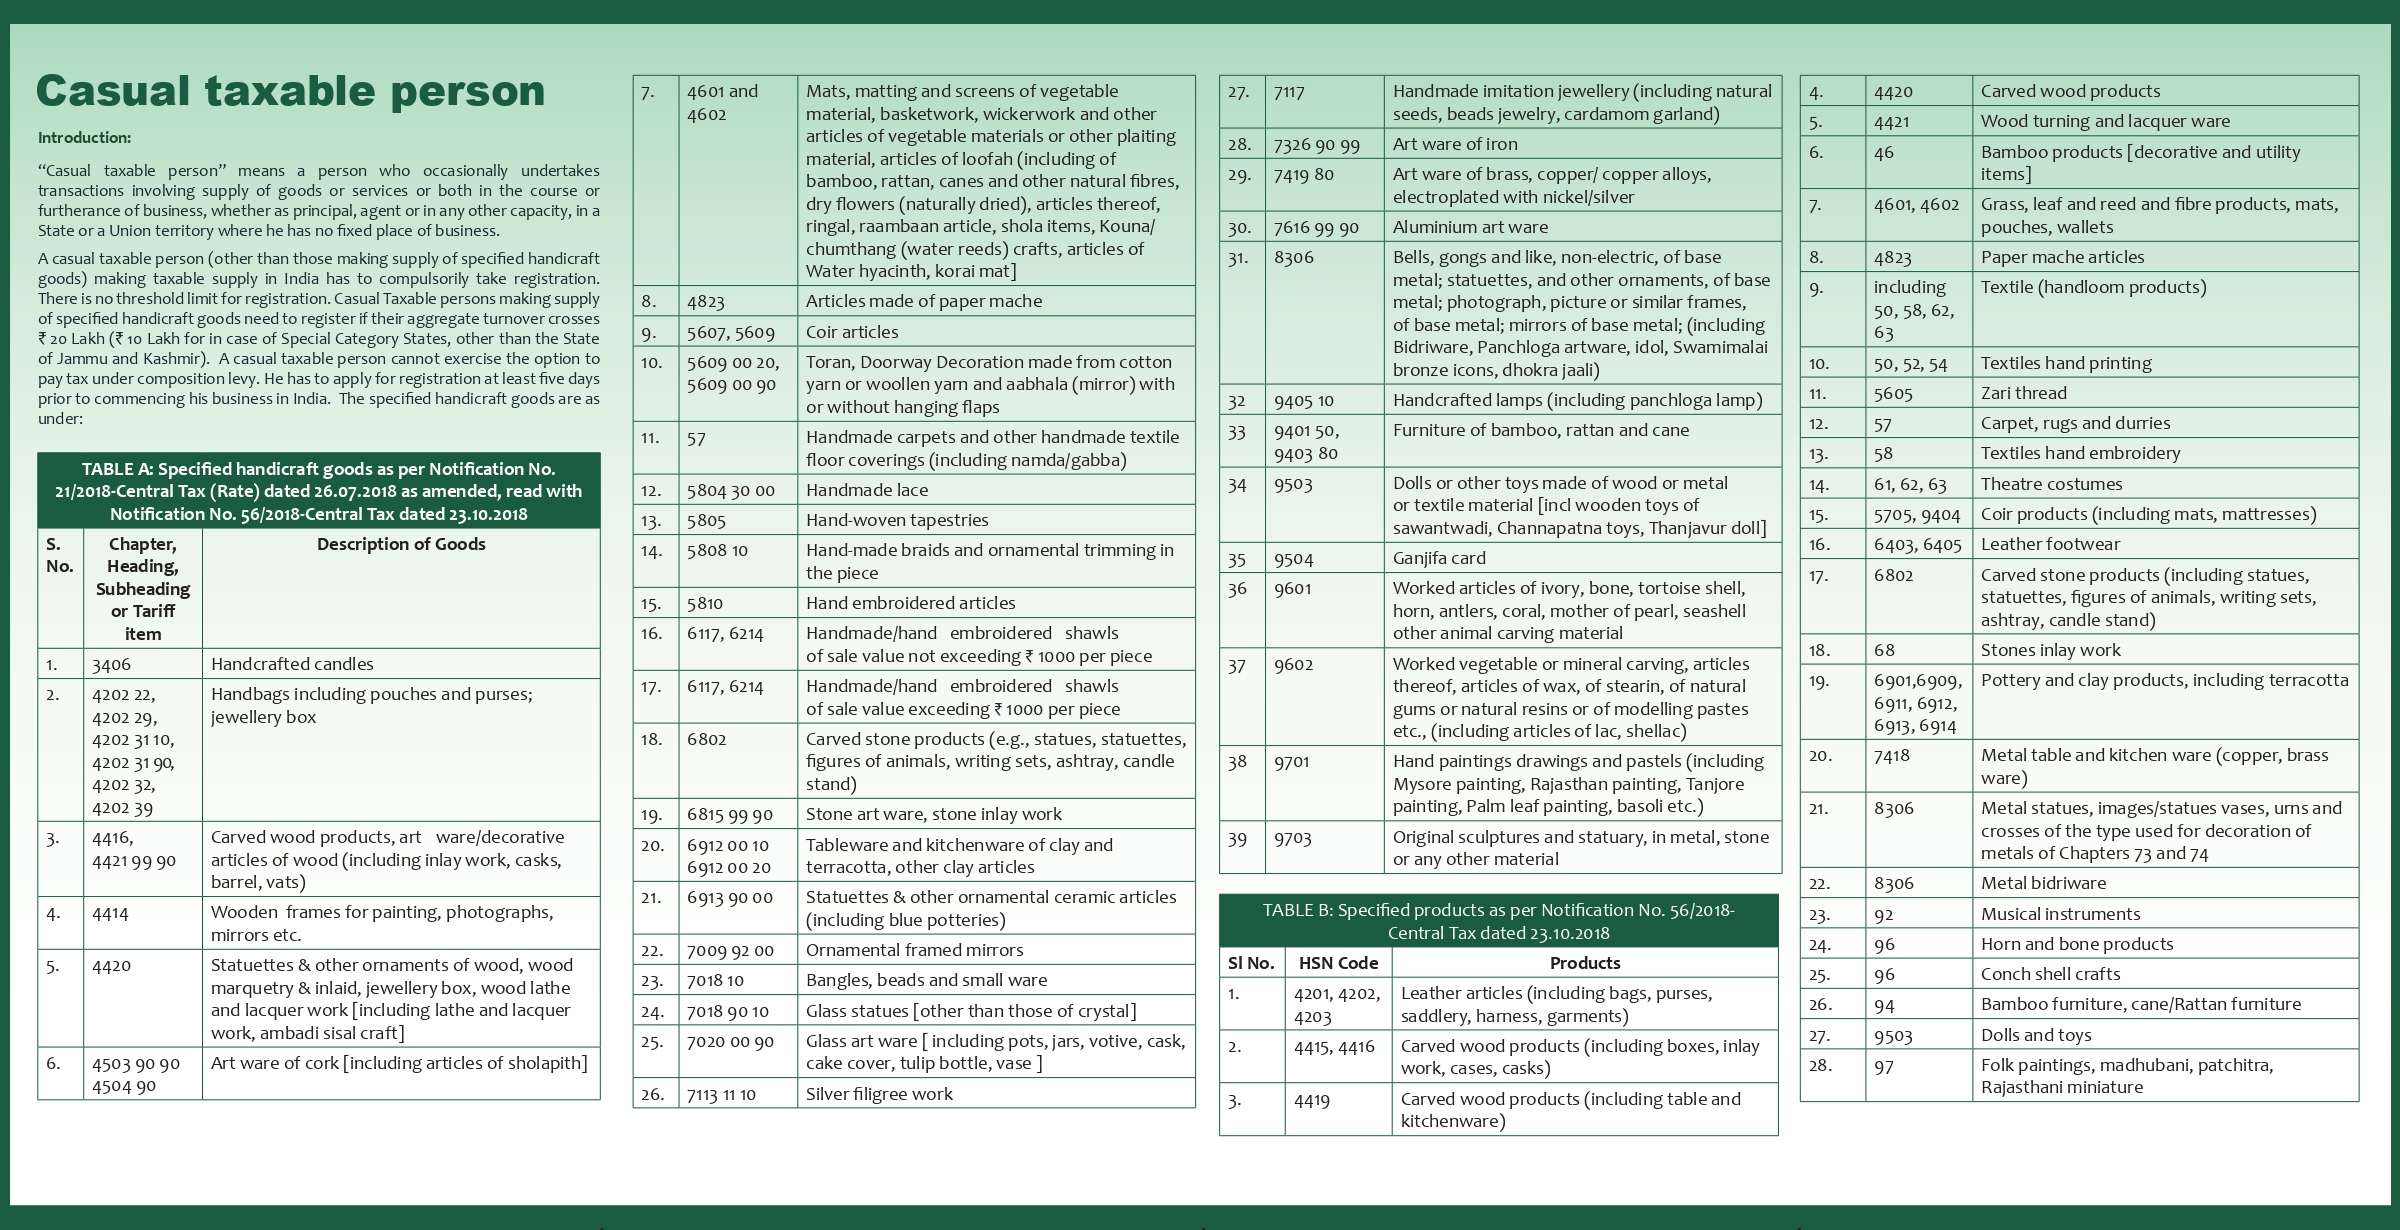 Casual taxable person
Introduction:
“Casual taxable person” means a person who occasionally undertakes
transactions involving supply of goods or services or both in the course or
furtherance of business, whether as principal, agent or in any other capacity, in a
State or a Union territory where he has no fixed place of business.
A casual taxable person (other than those making supply of specified handicraft
goods) making taxable supply in India has to compulsorily take registration.
There is no threshold limit for registration. Casual Taxable persons making supply
of specified handicraft goods need to register if their aggregate turnover crosses
₹ 20 Lakh (₹ 10 Lakh for in case of Special Category States, other than the State
of Jammu and Kashmir). A casual taxable person cannot exercise the option to
pay tax under composition levy. He has to apply for registration at least five days
prior to commencing his business in India. The specified handicraft goods are as
under:
TABLE A: Specified handicraft goods as per Notification No.
21/2018-Central Tax (Rate) dated 26.07.2018 as amended, read with
Notification No. 56/2018-Central Tax dated 23.10.2018
S. Chapter, Description of Goods
No. Heading,
Subheading
or Tariff
item
1. 3406 Handcrafted candles
2. 4202 22, Handbags including pouches and purses;
4202 29, jewellery box
4202 31 10,
4202 31 90,
4202 32,
4202 39
3. 4416, Carved wood products, art ware/decorative
4421 99 90 articles of wood (including inlay work, casks,
barrel, vats)
4. 4414 Wooden frames for painting, photographs,
mirrors etc.
5. 4420 Statuettes & other ornaments of wood, wood
marquetry & inlaid, jewellery box, wood lathe
and lacquer work [including lathe and lacquer
work, ambadi sisal craft]
6. 4503 90 90 Art ware of cork [including articles of sholapith]
4504 90
7. 4601 and Mats, matting and screens of vegetable
4602 material, basketwork, wickerwork and other
articles of vegetable materials or other plaiting
material, articles of loofah (including of
bamboo, rattan, canes and other natural fibres,
dry flowers (naturally dried), articles thereof,
ringal, raambaan article, shola items, Kouna/
chumthang (water reeds) crafts, articles of
Water hyacinth, korai mat]
8. 4823 Articles made of paper mache
9. 5607, 5609 Coir articles
10. 5609 00 20, Toran, Doorway Decoration made from cotton
5609 00 90 yarn or woollen yarn and aabhala (mirror) with
or without hanging flaps
11. 57 Handmade carpets and other handmade textile
floor coverings (including namda/gabba)
12. 5804 30 00 Handmade lace
13. 5805 Hand-woven tapestries
14. 5808 10 Hand-made braids and ornamental trimming in
the piece
15. 5810 Hand embroidered articles
16. 6117, 6214 Handmade/hand embroidered shawls
of sale value not exceeding ₹ 1000 per piece
17. 6117, 6214 Handmade/hand embroidered shawls
of sale value exceeding ₹ 1000 per piece
18. 6802 Carved stone products (e.g., statues, statuettes,
figures of animals, writing sets, ashtray, candle
stand)
19. 6815 99 90 Stone art ware, stone inlay work
20. 6912 00 10 Tableware and kitchenware of clay and
6912 00 20 terracotta, other clay articles
21. 6913 90 00 Statuettes & other ornamental ceramic articles
(including blue potteries)
22. 7009 92 00 Ornamental framed mirrors
23. 7018 10 Bangles, beads and small ware
24. 7018 90 10 Glass statues [other than those of crystal]
25. 7020 00 90 Glass art ware [ including pots, jars, votive, cask,
cake cover, tulip bottle, vase ]
26. 7113 11 10 Silver filigree work
27. 7117 Handmade imitation jewellery (including natural
seeds, beads jewelry, cardamom garland)
28. 7326 90 99 Art ware of iron
29. 7419 80 Art ware of brass, copper/ copper alloys,
electroplated with nickel/silver
30. 7616 99 90 Aluminium art ware
31. 8306 Bells, gongs and like, non-electric, of base
metal; statuettes, and other ornaments, of base
metal; photograph, picture or similar frames,
of base metal; mirrors of base metal; (including
Bidriware, Panchloga artware, idol, Swamimalai
bronze icons, dhokra jaali)
32 9405 10 Handcrafted lamps (including panchloga lamp)
33 9401 50, Furniture of bamboo, rattan and cane
9403 80
34 9503 Dolls or other toys made of wood or metal
or textile material [incl wooden toys of
sawantwadi, Channapatna toys, Thanjavur doll]
35 9504 Ganjifa card
36 9601 Worked articles of ivory, bone, tortoise shell,
horn, antlers, coral, mother of pearl, seashell
other animal carving material
37 9602 Worked vegetable or mineral carving, articles
thereof, articles of wax, of stearin, of natural
gums or natural resins or of modelling pastes
etc., (including articles of lac, shellac)
38 9701 Hand paintings drawings and pastels (including
Mysore painting, Rajasthan painting, Tanjore
painting, Palm leaf painting, basoli etc.)
39 9703 Original sculptures and statuary, in metal, stone
or any other material
TABLE B: Specified products as per Notification No. 56/2018-
Central Tax dated 23.10.2018
Sl No. HSN Code Products
1. 4201, 4202, Leather articles (including bags, purses,
4203 saddlery, harness, garments)
2. 4415, 4416 Carved wood products (including boxes, inlay
work, cases, casks)
3. 4419 Carved wood products (including table and
kitchenware)
4. 4420 Carved wood products
5. 4421 Wood turning and lacquer ware
6. 46 Bamboo products [decorative and utility
items]
7. 4601, 4602 Grass, leaf and reed and fibre products, mats,
pouches, wallets
8. 4823 Paper mache articles
9. including Textile (handloom products)
50, 58, 62,
63
10. 50, 52, 54 Textiles hand printing
11. 5605 Zari thread
12. 57 Carpet, rugs and durries
13. 58 Textiles hand embroidery
14. 61, 62, 63 Theatre costumes
15. 5705, 9404 Coir products (including mats, mattresses)
16. 6403, 6405 Leather footwear
17. 6802 Carved stone products (including statues,
statuettes, figures of animals, writing sets,
ashtray, candle stand)
18. 68 Stones inlay work
19. 6901,6909, Pottery and clay products, including terracotta
6911, 6912,
6913, 6914
20. 7418 Metal table and kitchen ware (copper, brass
ware)
21. 8306 Metal statues, images/statues vases, urns and
crosses of the type used for decoration of
metals of Chapters 73 and 74
22. 8306 Metal bidriware
23. 92 Musical instruments
24. 96 Horn and bone products
25. 96 Conch shell crafts
26. 94 Bamboo furniture, cane/Rattan furniture
27. 9503 Dolls and toys
28. 97 Folk paintings, madhubani, patchitra,
Rajasthani miniature